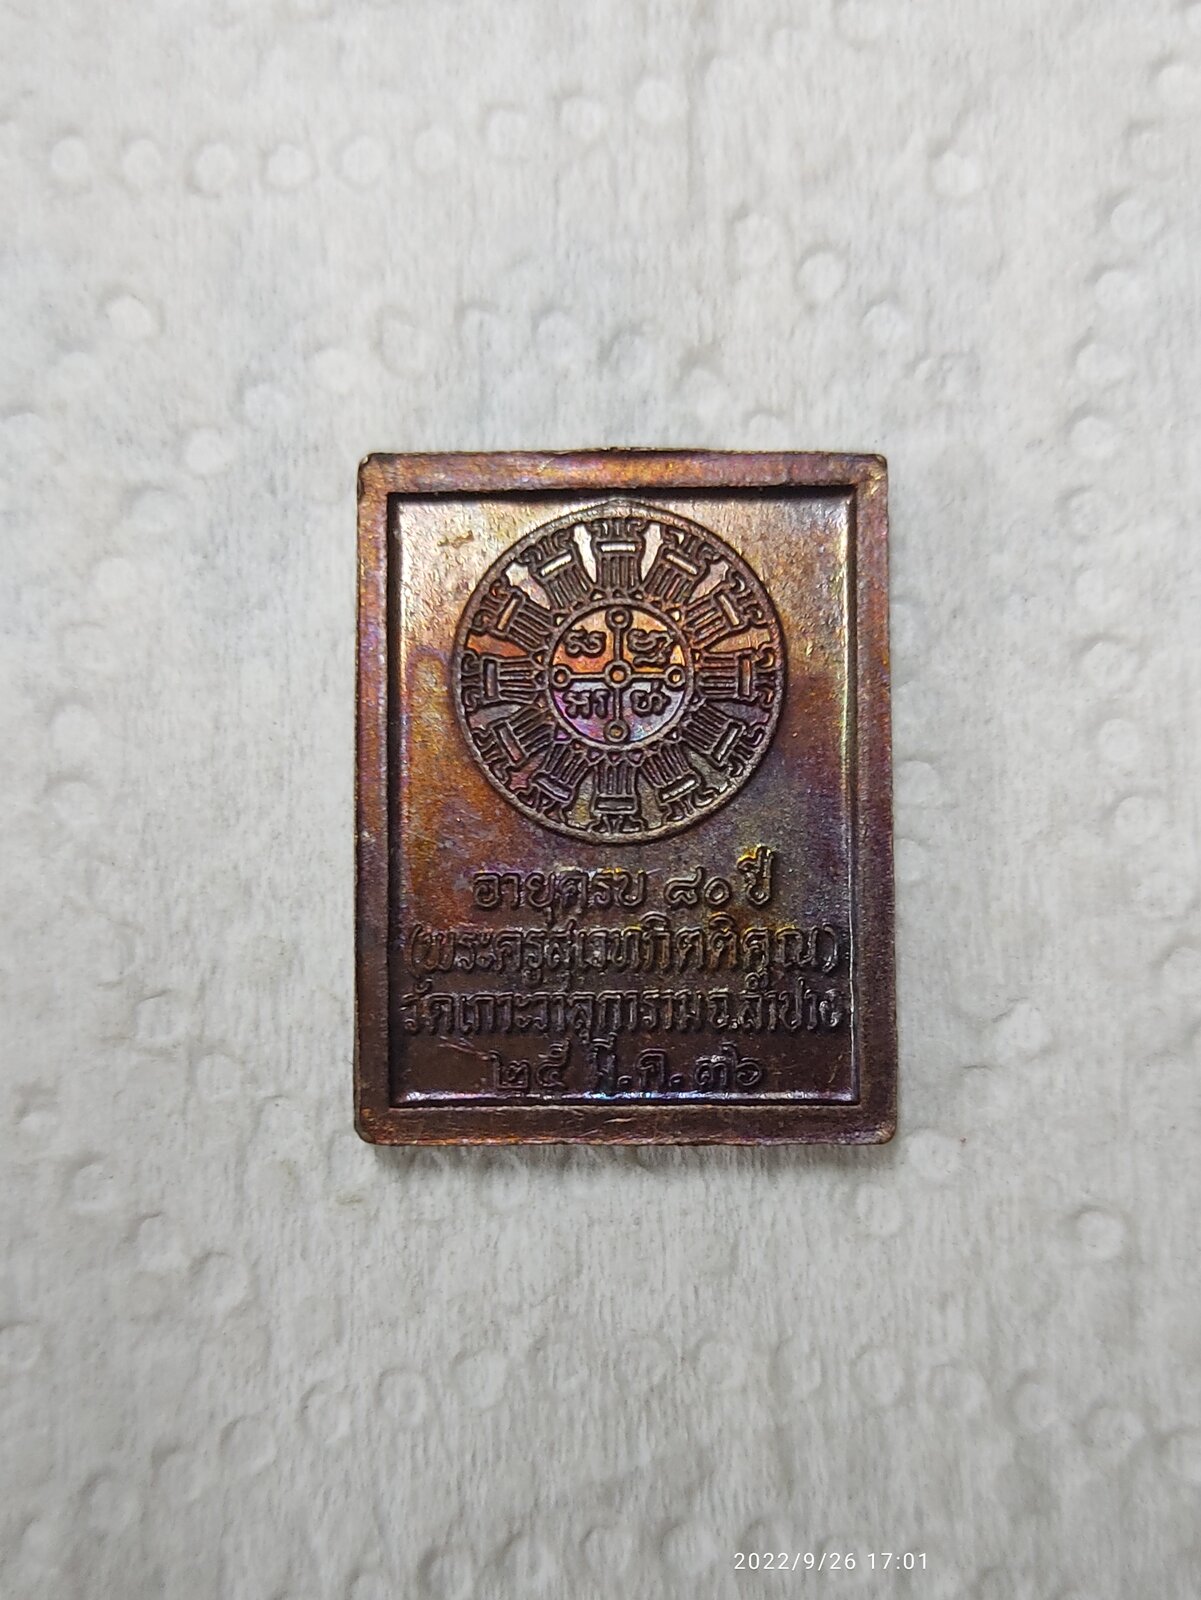 อายุครบ ๘๐ ปี
(พระครูสุเวทกิตติคุณ)
วัดเกาะวาลุการามจ.ลำปาง
๒๕ มี.ค.๓๖
2022/9/26 17:01